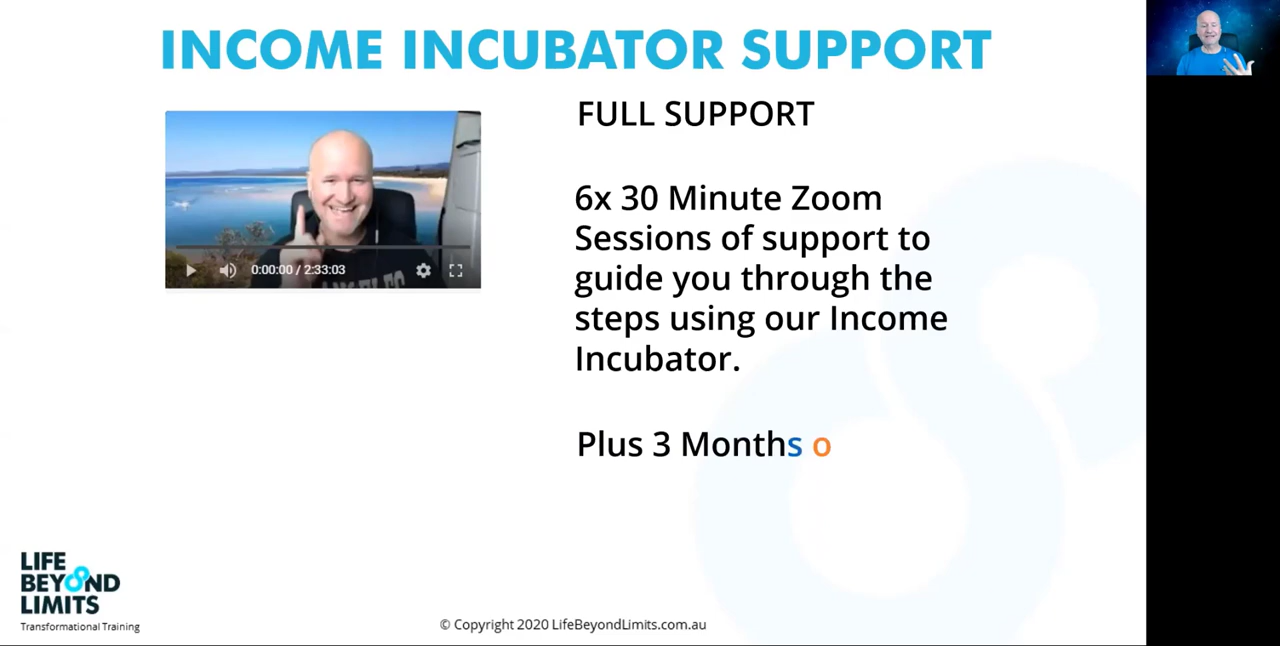 INCOME INCUBATOR SUPPORT
FULL SUPPORT
6x 30 Minute Zoom
Sessions of support to
guide you through the
steps using our Income
Incubator.
Plus 3 Months o
0:00:00 / 2:33:03
LIFE
BEYOND
LIMITS
Transformational Training
© Copyright 2020 LifeBeyondLimits.com.au